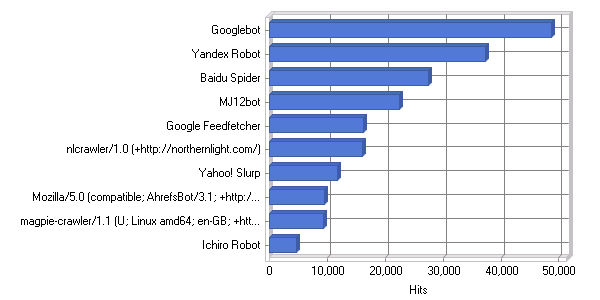 Googlebot
Yandex Robot
Baidu Spider
MJ12bot
Google Feedfetcher
nlcrawler/1.0 (+http://northernlight.com/)
Yahoo! Slurp
Mozilla/5.0 (compatible; AhrefsBot/3.1; +http:/...
magpie-crawler/1.1 (U; Linux amd64; en-GB; +htt...
Ichiro Robot
0 10,000 20,000 30,000 40,000 50,000
Hits